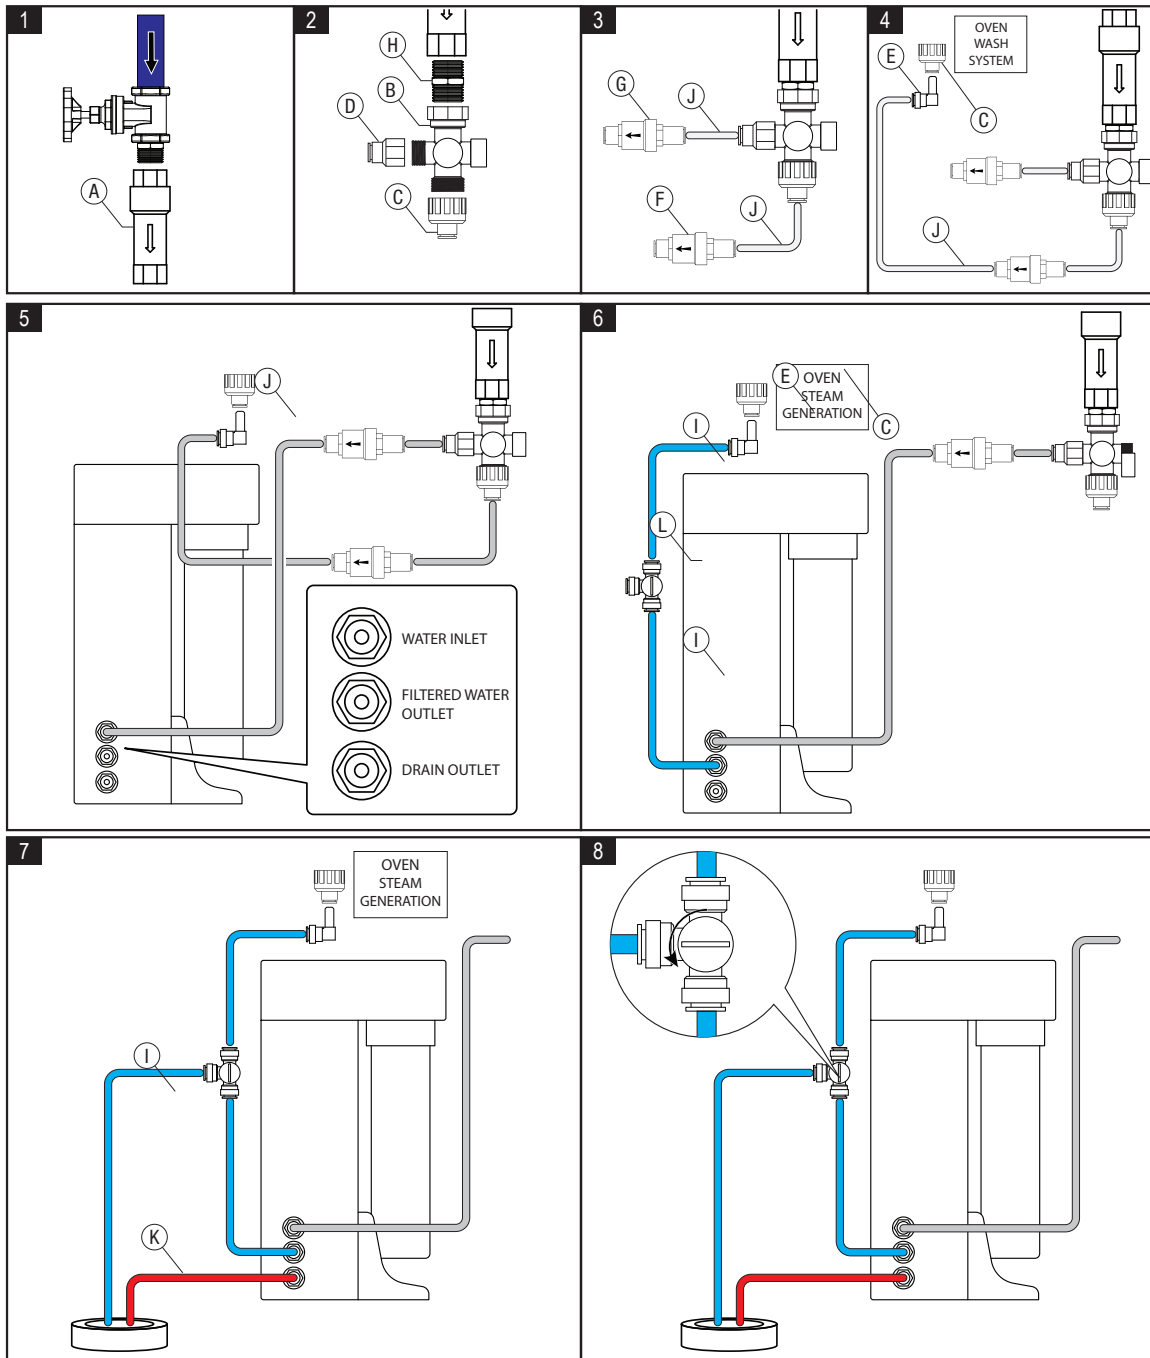 1
A
2
H
B
D
C
3
G
J
F
J
4
OVEN
WASH
SYSTEM
E
C
J
5
J
WATER INLET
FILTERED WATER
OUTLET
DRAIN OUTLET
6
E
OVEN
STEAM
GENERATION
C
I
L
I
7
OVEN
STEAM
GENERATION
I
K
8